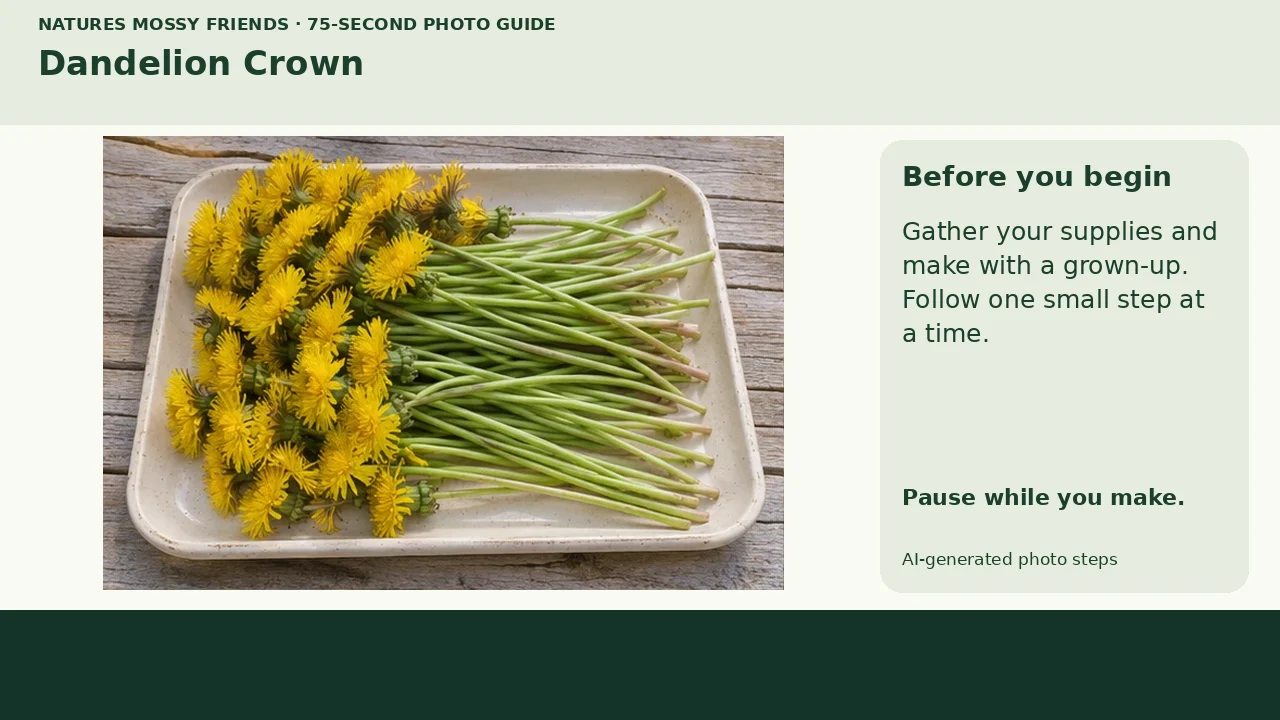 NATURES MOSSY FRIENDS · 75-SECOND PHOTO GUIDE
Dandelion Crown
Before you begin
Gather your supplies and
make with a grown-up.
Follow one small step at
a time.
Pause while you make.
AI-generated photo steps